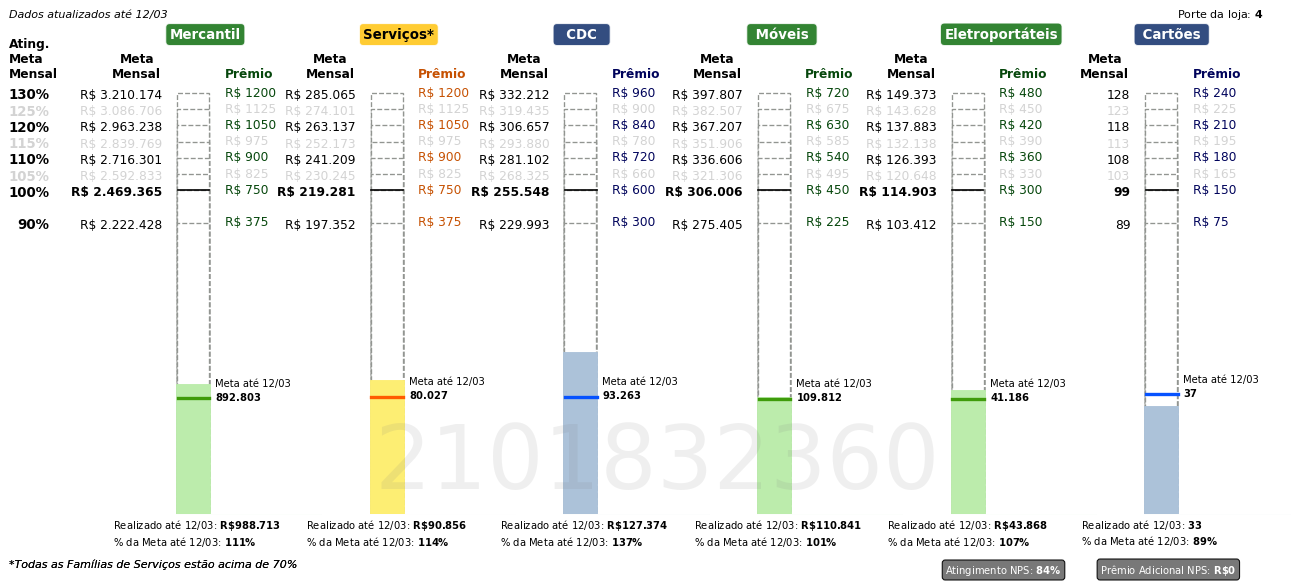 Dados atualizados até 12/03
Porte da loja: 4
Mercantil Serviços* CDC Móveis Eletroportáteis Cartões
Ating.
Meta Meta Meta Meta Meta Meta Meta
Mensal Mensal Prêmio Mensal Prêmio Mensal Prêmio Mensal Prêmio Mensal Prêmio Mensal Prêmio
130% R$ 3.210.174 R$ 1200 R$ 285.065 R$ 1200 R$ 332.212 R$ 960 R$ 397.807 R$ 720 R$ 149.373 R$ 480 128 R$ 240
125% R$ 3.086.706 R$ 1125 R$ 274.101 R$ 1125 R$ 319.435 R$ 900 R$ 382.507 R$ 675 R$ 143.628 R$ 450 123 R$ 225
120% R$ 2.963.238 R$ 1050 R$ 263.137 R$ 1050 R$ 306.657 R$ 840 R$ 367.207 R$ 630 R$ 137.883 R$ 420 118 R$ 210
115% R$ 2.839.769 R$ 975 R$ 252.173 R$ 975 R$ 293.880 R$ 780 R$ 351.906 R$ 585 R$ 132.138 R$ 390 113 R$ 195
110% R$ 2.716.301 R$ 900 R$ 241.209 R$ 900 R$ 281.102 R$ 720 R$ 336.606 R$ 540 R$ 126.393 R$ 360 108 R$ 180
105% R$ 2.592.833 R$ 825 R$ 230.245 R$ 825 R$ 268.325 R$ 660 R$ 321.306 R$ 495 R$ 120.648 R$ 330 103 R$ 165
100% R$ 2.469.365 R$ 750 R$ 219.281 R$ 750 R$ 255.548 R$ 600 R$ 306.006 R$ 450 R$ 114.903 R$ 300 99 R$ 150
90% R$ 2.222.428 R$ 375 R$ 197.352 R$ 375 R$ 229.993 R$ 300 R$ 275.405 R$ 225 R$ 103.412 R$ 150 89 R$ 75
Meta até 12/03 Meta até 12/03 Meta até 12/03 Meta até 12/03 Meta até 12/03 Meta até 12/03
892.803 80.027 93.263 109.812 41.186 37
2101832360
Realizado até 12/03: R$988.713 Realizado até 12/03: R$90.856 Realizado até 12/03: R$127.374 Realizado até 12/03: R$110.841 Realizado até 12/03: R$43.868 Realizado até 12/03: 33
% da Meta até 12/03: 111% % da Meta até 12/03: 114% % da Meta até 12/03: 137% % da Meta até 12/03: 101% % da Meta até 12/03: 107% % da Meta até 12/03: 89%
*Todas as Famílias de Serviços estão acima de 70%
Atingimento NPS: 84% Prêmio Adicional NPS: R$0